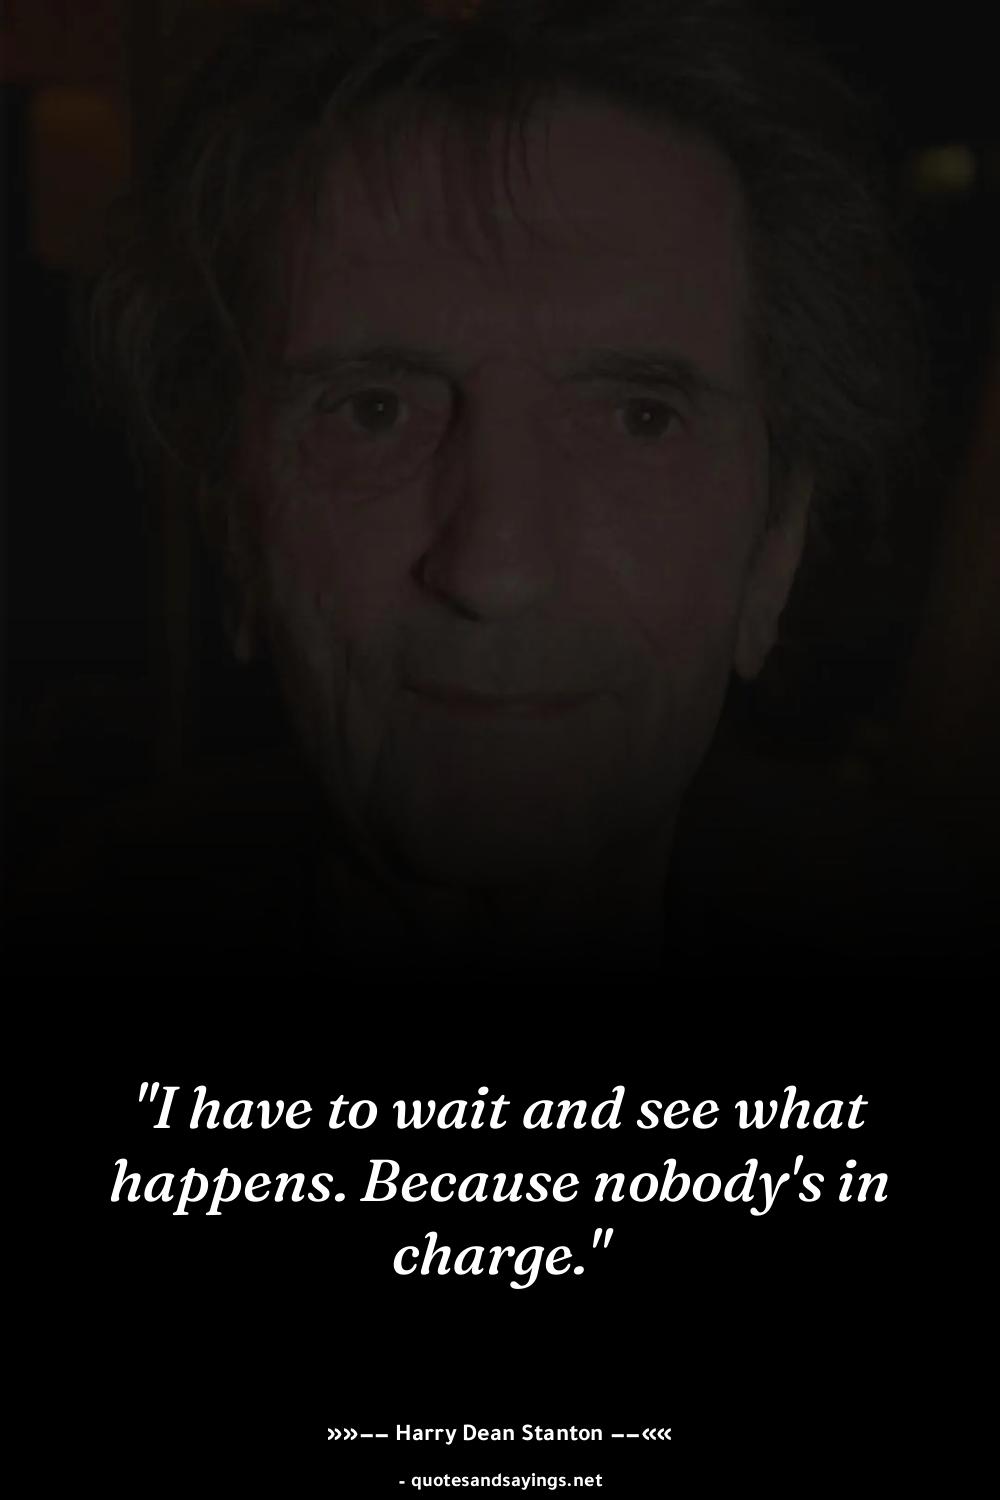 "I have to wait and see what
happens. Because nobody's in
charge."
»»—– Harry Dean Stanton —–««
- quotesandsayings.net